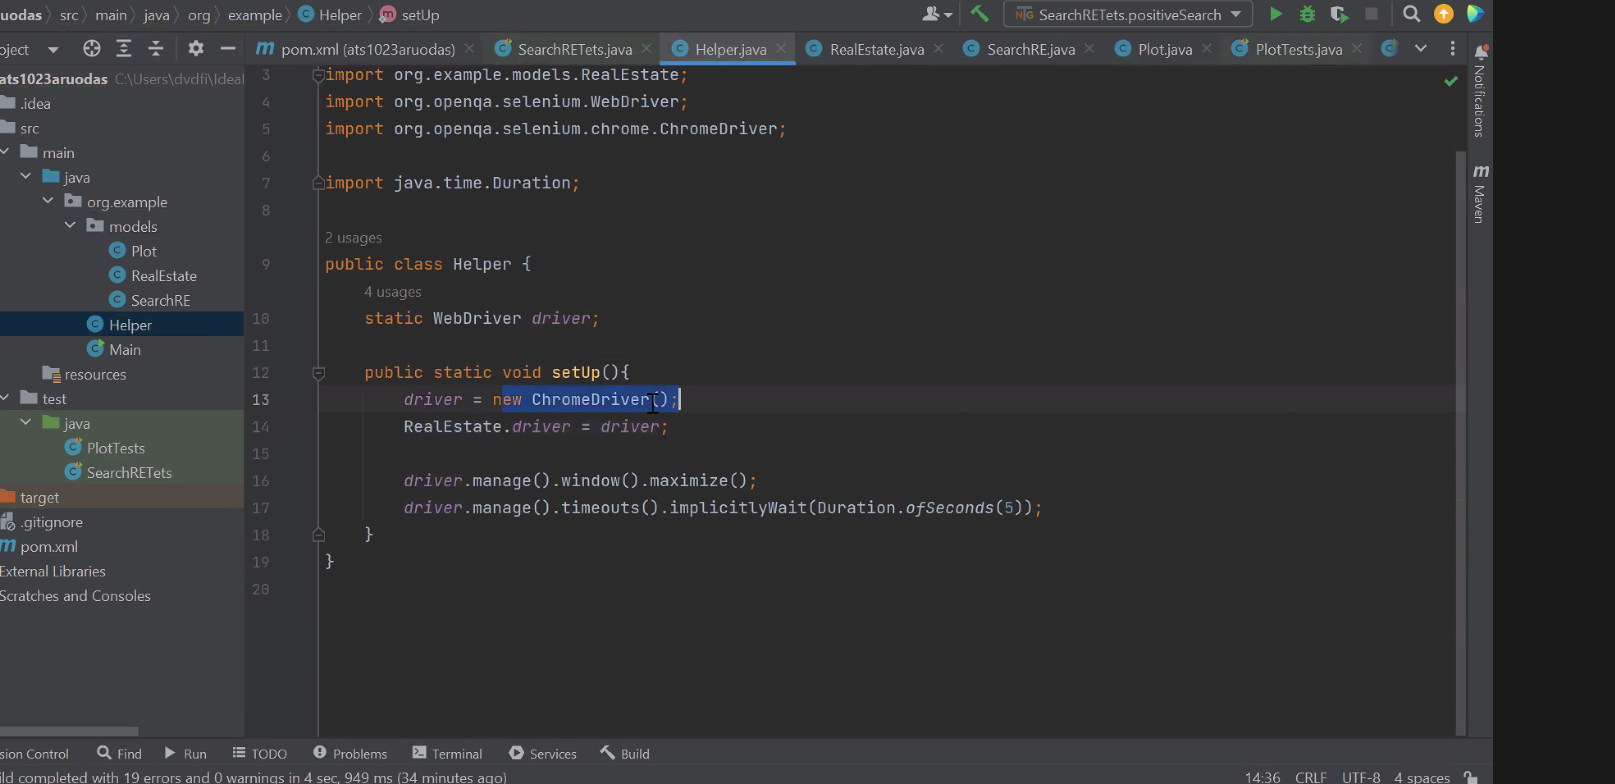 uodas src main java org example Helper setUp SearchRETets.positiveSearch
oject pom.xml (ats1023aruodas) SearchRETets.java Helper.java RealEstate.java SearchRE.java Plot.java PlotTests.java
ats1023aruodas C:\Users\dvdfi\Ideal
.idea
src
main
java
org.example
models
Plot
RealEstate
SearchRE
Helper
Main
resources
test
java
PlotTests
SearchRETets
target
.gitignore
pom.xml
External Libraries
Scratches and Consoles
3 import org.example.models.RealEstate;
4 import org.openqa.selenium.WebDriver;
5 import org.openqa.selenium.chrome.ChromeDriver;
6
7 import java.time.Duration;
8
2 usages
9 public class Helper {
4 usages
10 static WebDriver driver;
11
12 public static void setUp(){
13 driver = new ChromeDriver();
14 RealEstate.driver = driver;
15
16 driver.manage().window().maximize();
17 driver.manage().timeouts().implicitlyWait(Duration.ofSeconds(5));
18 }
19 }
20
Notifications
Maven
sion Control Find Run TODO Problems Terminal Services Build
ild completed with 19 errors and 0 warnings in 4 sec, 949 ms (34 minutes ago) 14:36 CRLF UTF-8 4 spaces